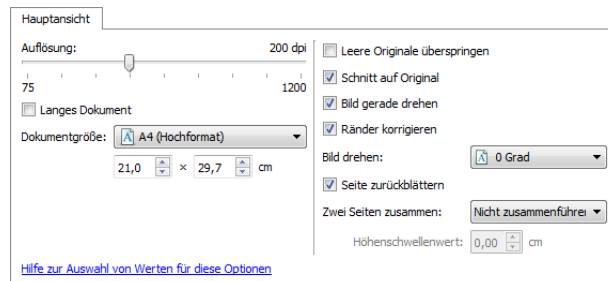 Hauptansicht
Auflösung: 200 dpi
75 1200
Langes Dokument
Dokumentgröße: A4 (Hochformat)
21,0 × 29,7 cm
Hilfe zur Auswahl von Werten für diese Optionen
Leere Originale überspringen
Schnitt auf Original
Bild gerade drehen
Ränder korrigieren
Bild drehen: 0 Grad
Seite zurückblättern
Zwei Seiten zusammen: Nicht zusammenführei
Höhenschwellenwert: 0,00 cm